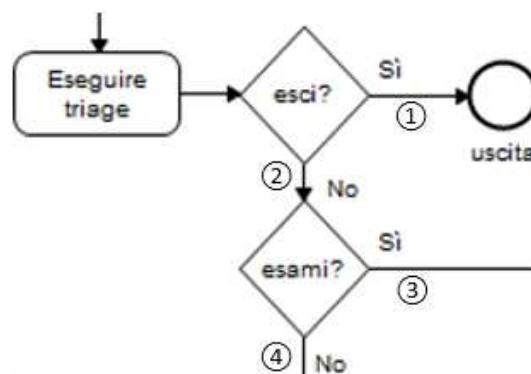 Eseguire
triage
esci?
Sì
①
uscita
②
No
esami?
Sì
③
④
No